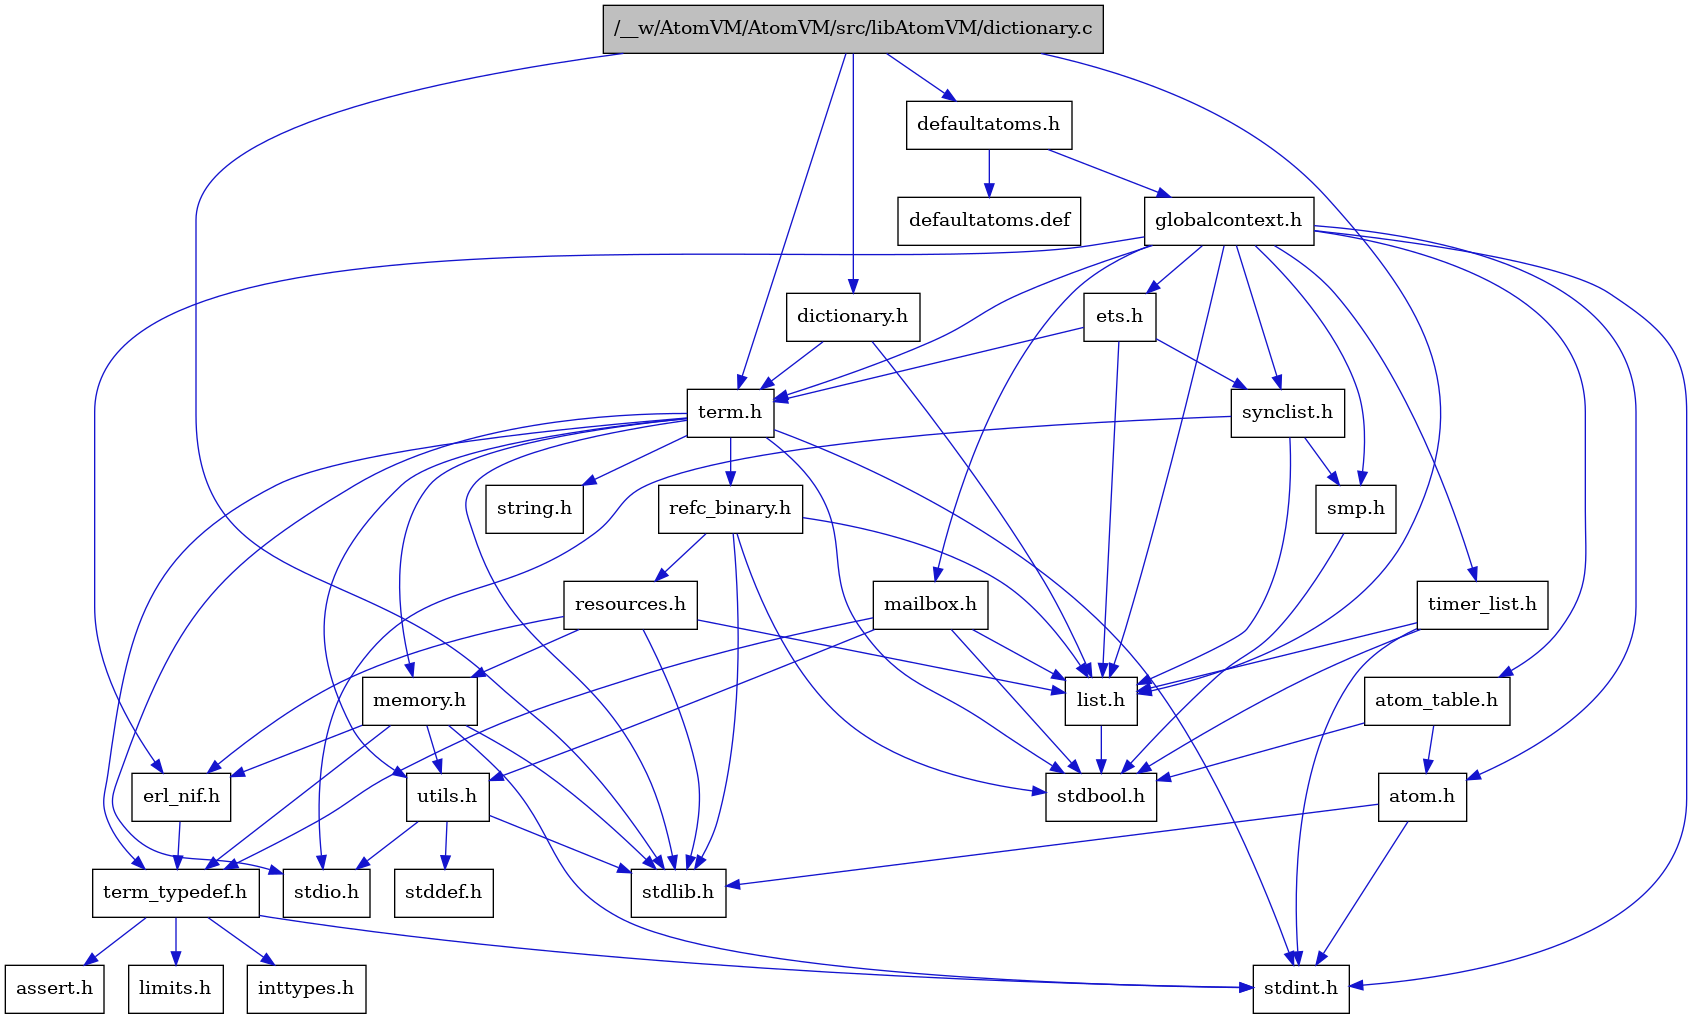 /__w/AtomVM/AtomVM/src/libAtomVM/dictionary.c
defaultatoms.h
defaultatoms.def
globalcontext.h
dictionary.h
ets.h
term.h
synclist.h
string.h
refc_binary.h
smp.h
resources.h
mailbox.h
timer_list.h
memory.h
list.h
atom_table.h
erl_nif.h
utils.h
stdbool.h
atom.h
term_typedef.h
stdio.h
stddef.h
stdlib.h
assert.h
limits.h
inttypes.h
stdint.h